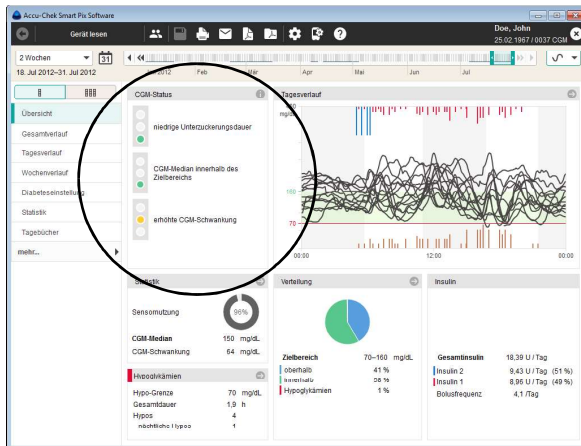 Accu-Chek Smart Pix Software
Gerät lesen
Doe, John
25.02.1967 / 0037 CGM
2 Wochen
31
18. Jul 2012–31. Jul 2012
2012 Feb Mär Apr Mai Jun Jul
Übersicht
Gesamtverlauf
Tagesverlauf
Wochenverlauf
Diabeteseinstellung
Statistik
Tagebücher
mehr...
CGM-Status
niedrige Unterzuckerungsdauer
CGM-Median innerhalb des
Zielbereichs
erhöhte CGM-Schwankung
Tagesverlauf
mg/dL
160
70
00:00 12:00 00:00
Statistik
Sensornutzung 96%
CGM-Median 150 mg/dL
CGM-Schwankung 64 mg/dL
Hypoglykämien
Hypo-Grenze 70 mg/dL
Gesamtdauer 1,9 h
Hypos 4
nächtliche Hypos 1
Verteilung
Zielbereich 70–160 mg/dL
oberhalb 41 %
innerhalb 58 %
Hypoglykämien 1 %
Insulin
Gesamtinsulin 18,39 U / Tag
Insulin 2 9,43 U / Tag (51 %)
Insulin 1 8,96 U / Tag (49 %)
Bolusfrequenz 4,1 /Tag